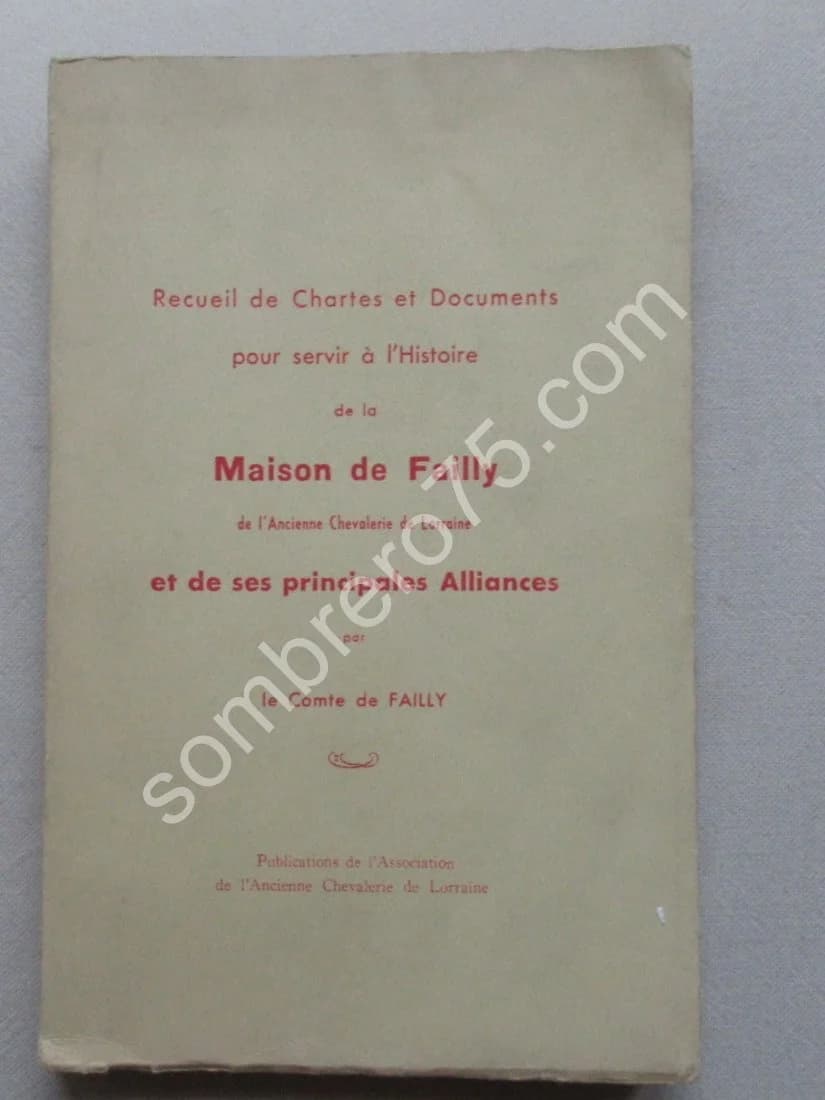 Recueil de Chartes et Documents
pour servir à l'Histoire
de la
Maison de Failly
de l'Ancienne Chevalerie de Lorraine
et de ses principales Alliances
par
le Comte de FAILLY
Publications de l'Association
de l'Ancienne Chevalerie de Lorraine
sombrero75.com